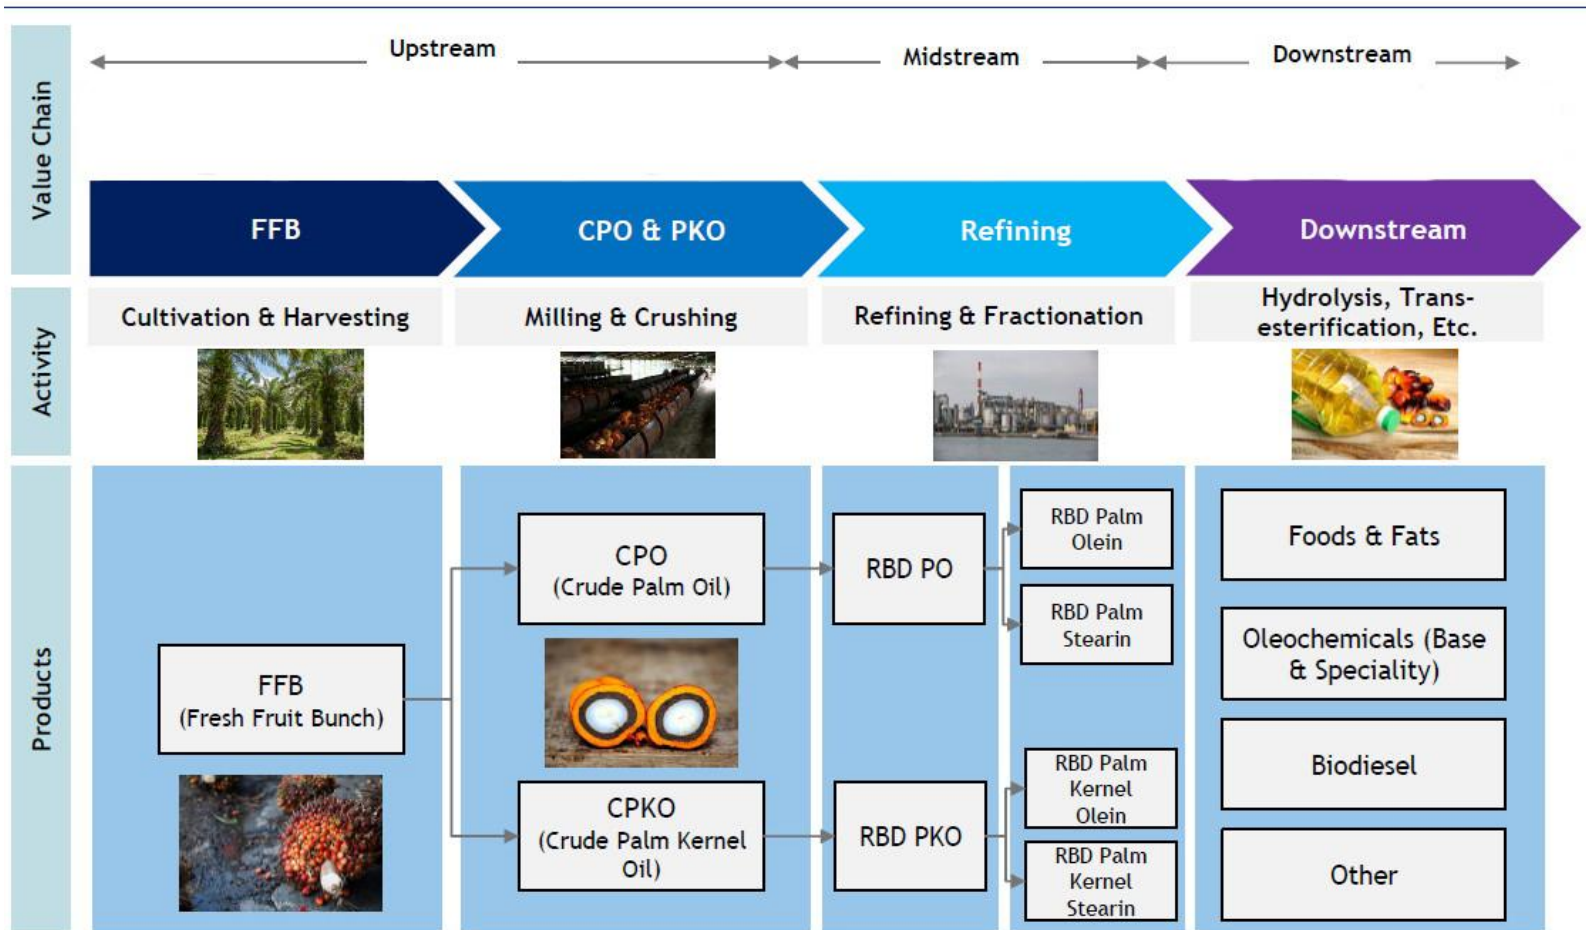 Value Chain
Upstream
Midstream
Downstream
FFB
CPO & PKO
Refining
Downstream
Activity
Cultivation & Harvesting
Milling & Crushing
Refining & Fractionation
Hydrolysis, Trans-
esterification, Etc.
Products
FFB
(Fresh Fruit Bunch)
CPO
(Crude Palm Oil)
CPKO
(Crude Palm Kernel
Oil)
RBD PO
RBD PKO
RBD Palm
Olein
RBD Palm
Stearin
RBD Palm
Kernel
Olein
RBD Palm
Kernel
Stearin
Foods & Fats
Oleochemicals (Base
& Speciality)
Biodiesel
Other